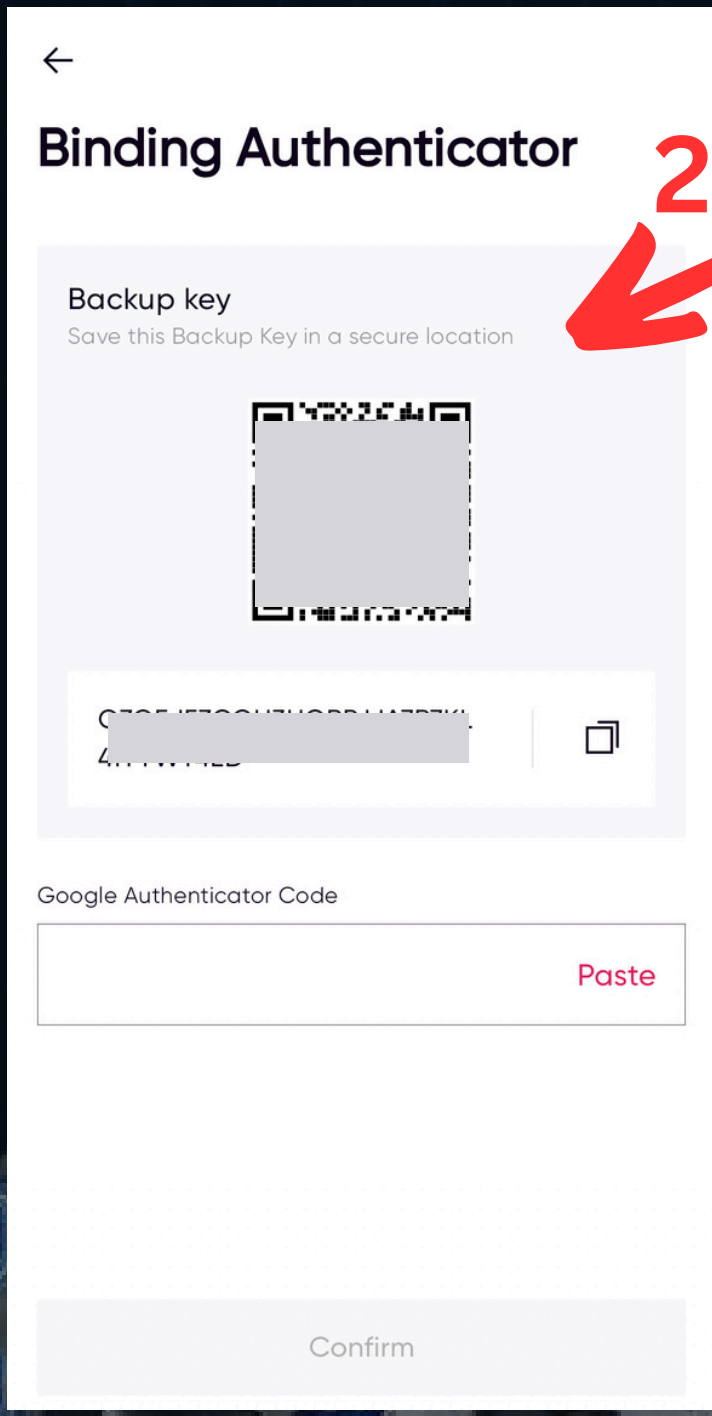 Binding Authenticator
2
Backup key
Save this Backup Key in a secure location
Google Authenticator Code
Paste
Confirm